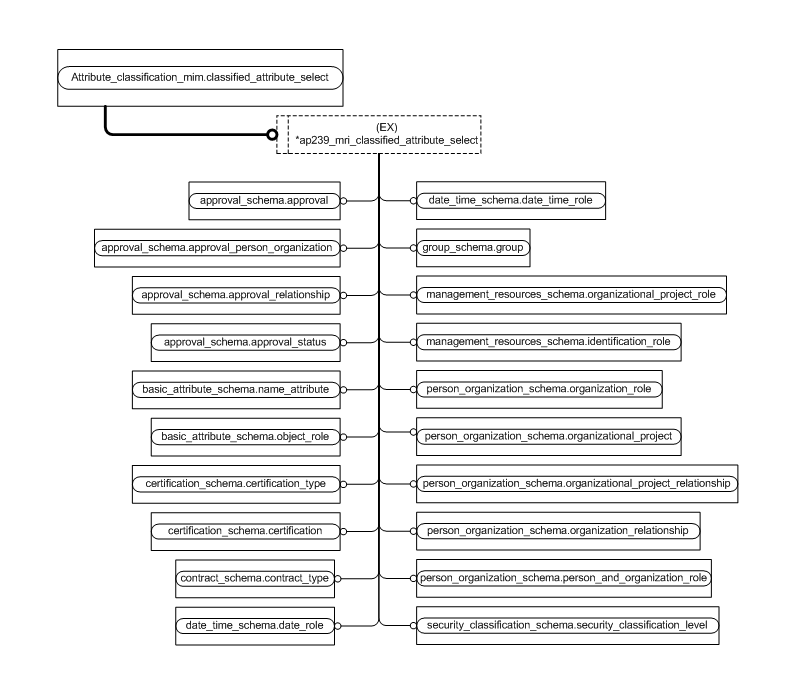 Attribute_classification_mim.classified_attribute_select
(EX)
*ap239_mri_classified_attribute_select
approval_schema.approval
date_time_schema.date_time_role
approval_schema.approval_person_organization
group_schema.group
approval_schema.approval_relationship
management_resources_schema.organizational_project_role
approval_schema.approval_status
management_resources_schema.identification_role
basic_attribute_schema.name_attribute
person_organization_schema.organization_role
basic_attribute_schema.object_role
person_organization_schema.organizational_project
certification_schema.certification_type
person_organization_schema.organizational_project_relationship
certification_schema.certification
person_organization_schema.organization_relationship
contract_schema.contract_type
person_organization_schema.person_and_organization_role
date_time_schema.date_role
security_classification_schema.security_classification_level